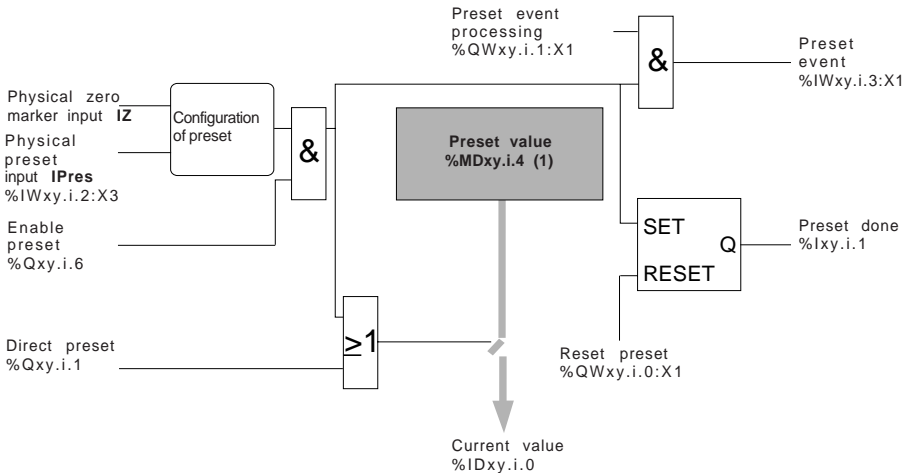 Preset event
processing
%QWxy.i.1:X1
&
Preset
event
%IWxy.i.3:X1
Physical zero
marker input IZ
Configuration
of preset
Physical
preset
input IPres
%IWxy.i.2:X3
&
Preset value
%MDxy.i.4 (1)
Enable
preset
%Qxy.i.6
SET
Q
RESET
Preset done
%Ixy.i.1
Direct preset
%Qxy.i.1
≥1
Reset preset
%QWxy.i.0:X1
Current value
%IDxy.i.0